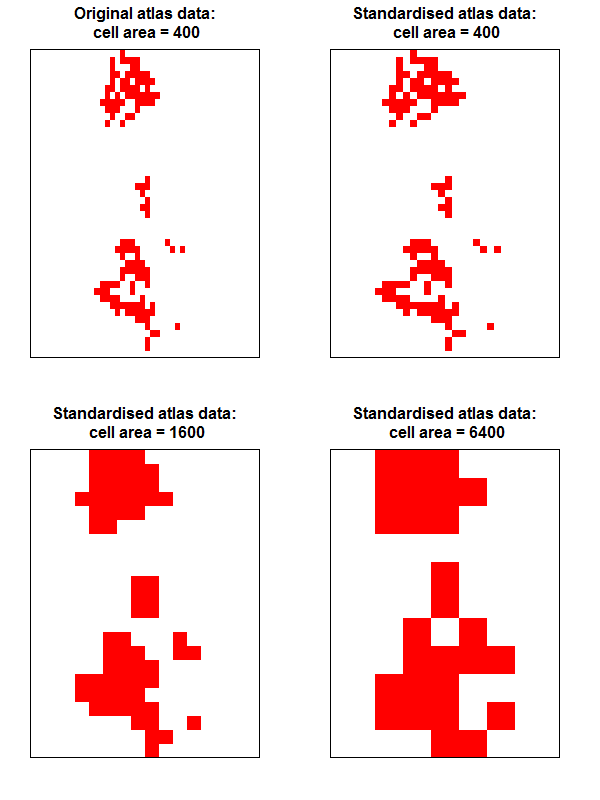 Original atlas data:
cell area = 400
Standardised atlas data:
cell area = 400
Standardised atlas data:
cell area = 1600
Standardised atlas data:
cell area = 6400